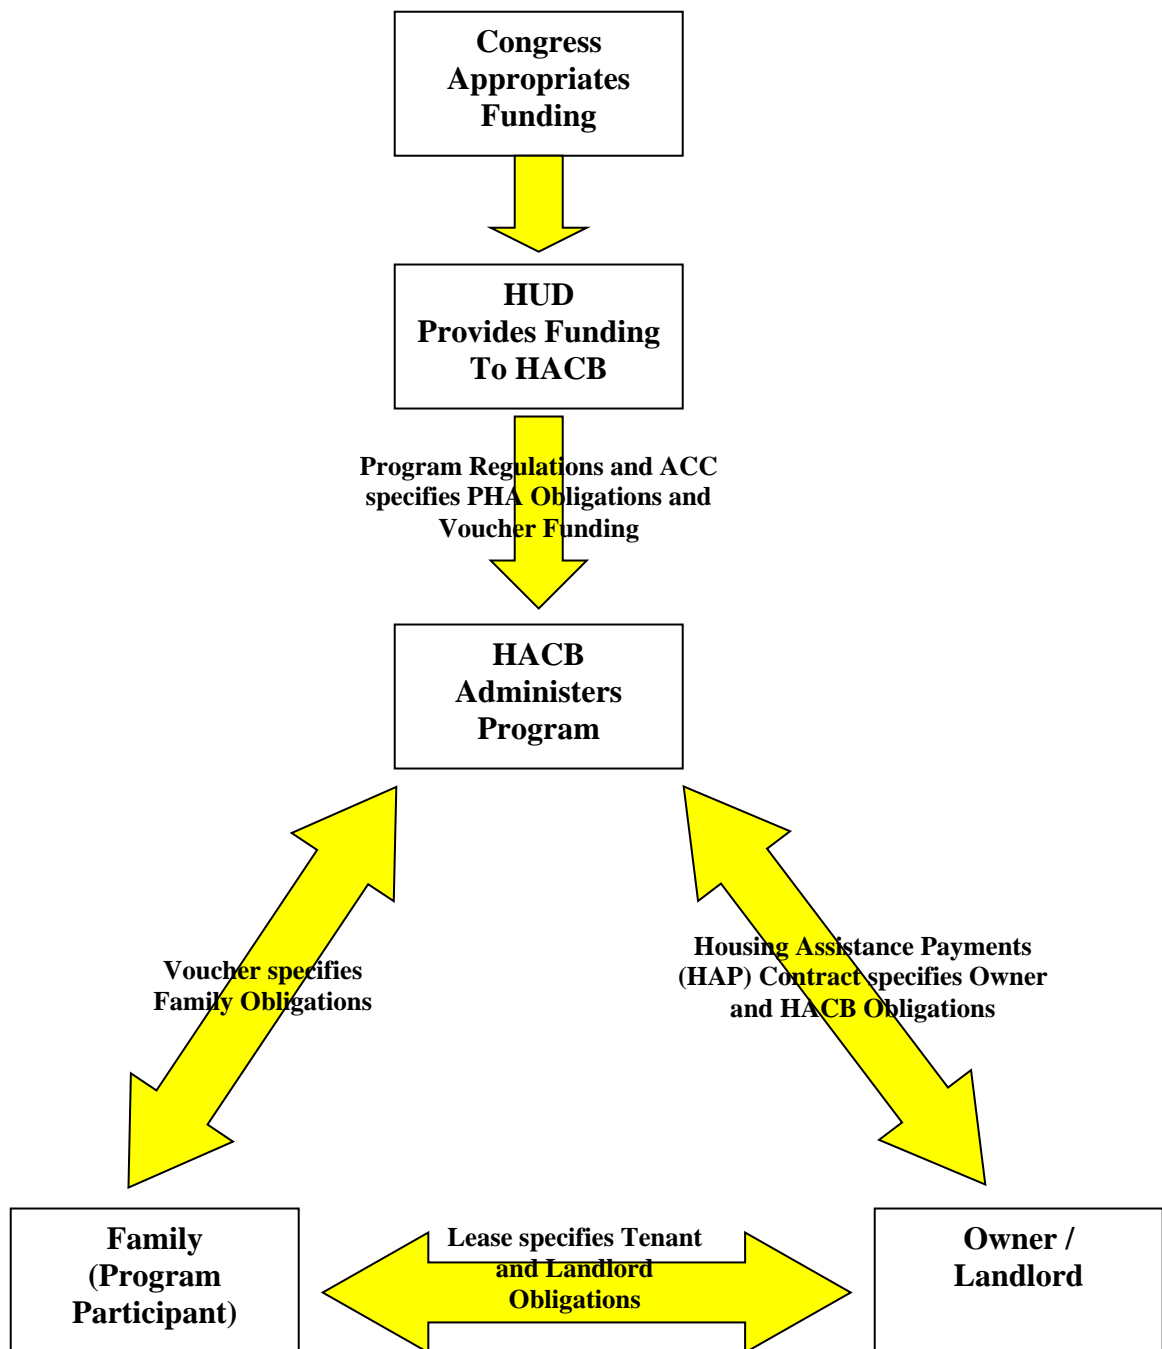 Congress
Appropriates
Funding
HUD
Provides Funding
To HACB
Program Regulations and ACC
specifies PHA Obligations and
Voucher Funding
HACB
Administers
Program
Voucher specifies
Family Obligations
Housing Assistance Payments
(HAP) Contract specifies Owner
and HACB Obligations
Family
(Program
Participant)
Lease specifies Tenant
and Landlord
Obligations
Owner /
Landlord